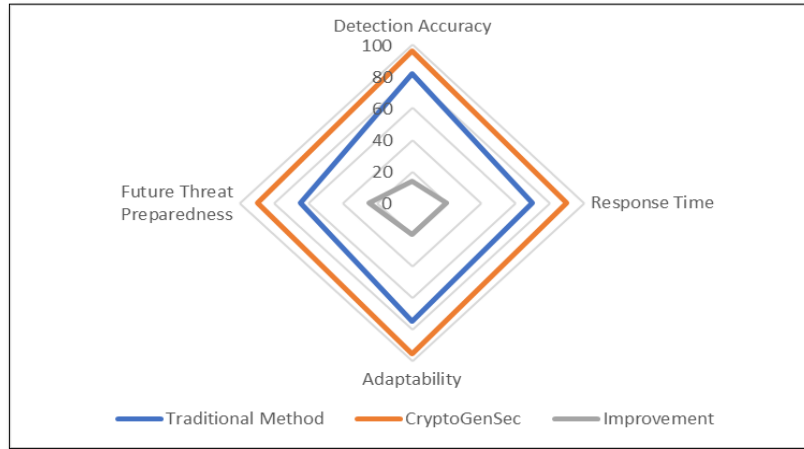 Detection Accuracy
100
80
60
40
20
0
Future Threat
Preparedness
Response Time
Adaptability
Traditional Method
CryptoGenSec
Improvement